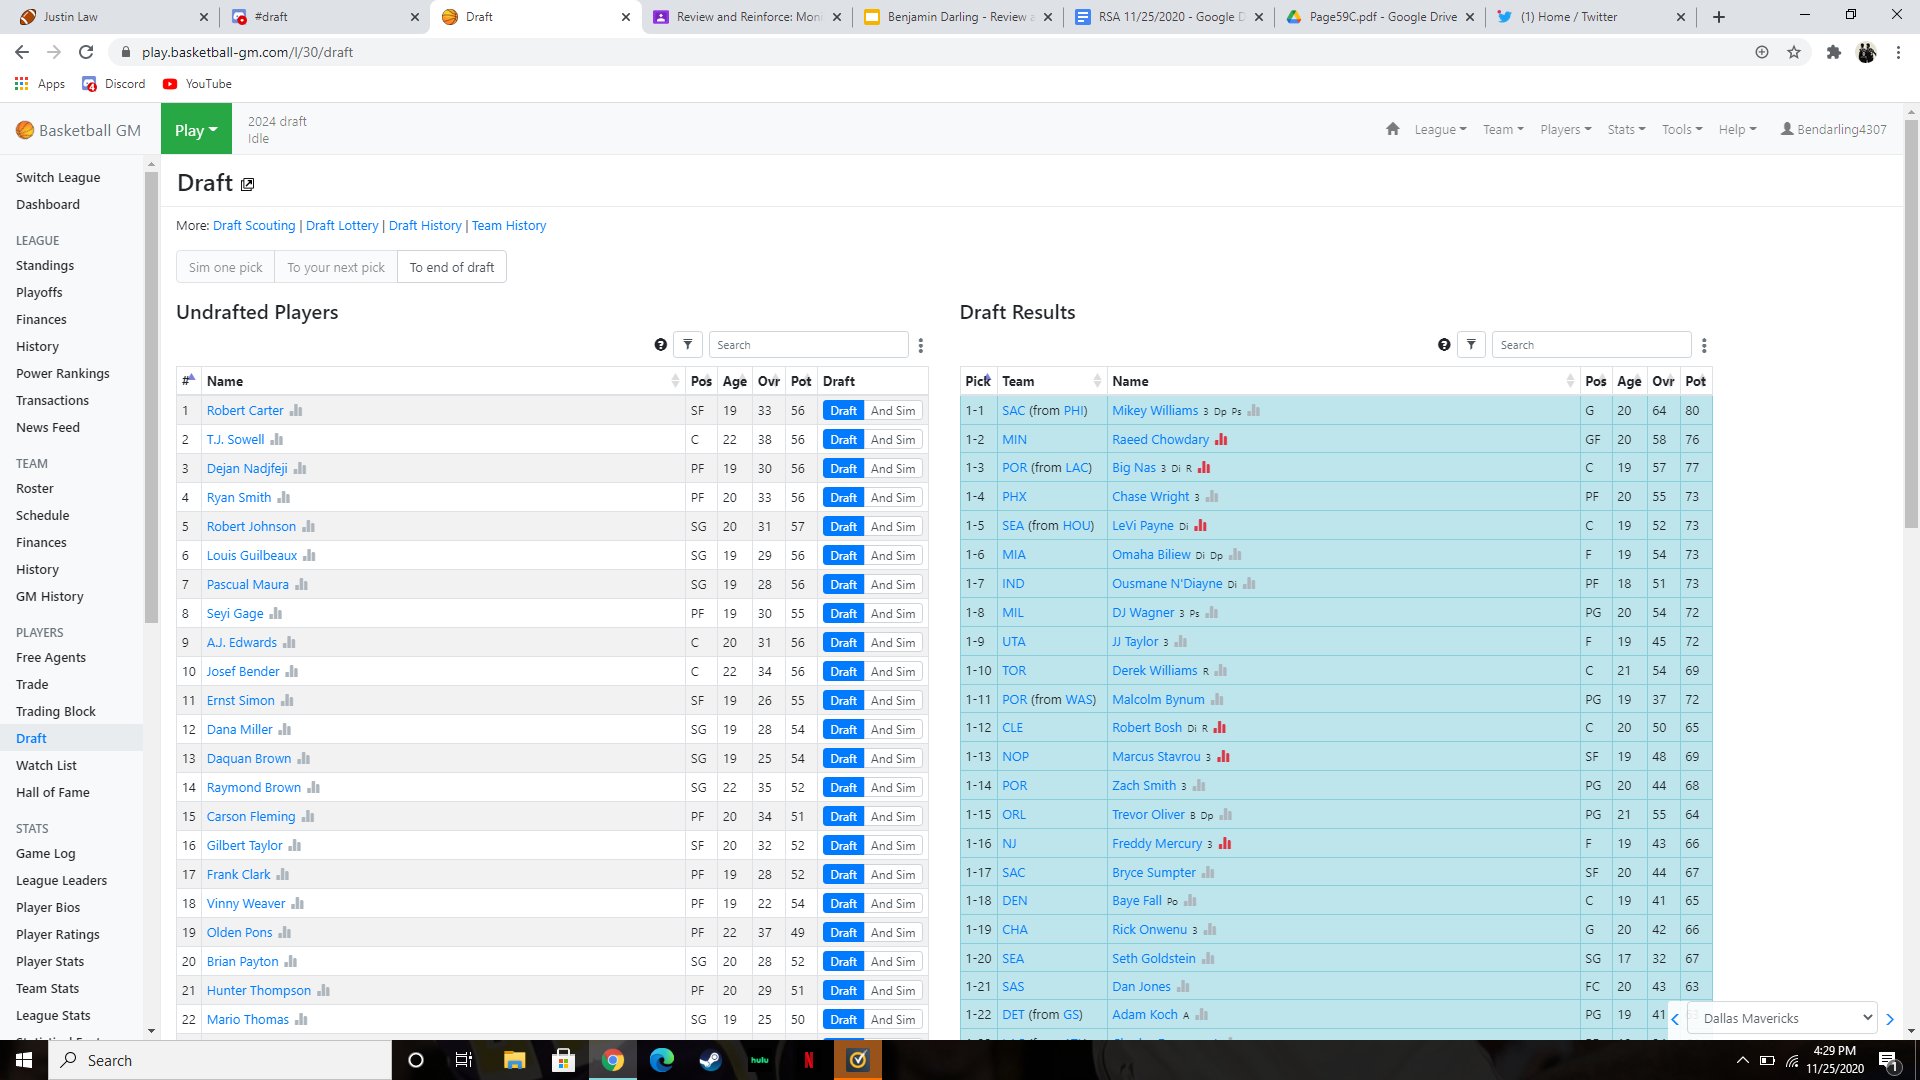 Justin Law
#draft
Draft
Review and Reinforce: Moni
Benjamin Darling - Review a
RSA 11/25/2020 - Google D
Page59C.pdf - Google Drive
(1) Home / Twitter
play.basketball-gm.com/l/30/draft
Apps
Discord
YouTube
Basketball GM
Play
2024 draft
Idle
League
Team
Players
Stats
Tools
Help
Bendarling4307
Switch League
Dashboard
LEAGUE
Standings
Playoffs
Finances
History
Power Rankings
Transactions
News Feed
TEAM
Roster
Schedule
Finances
History
GM History
PLAYERS
Free Agents
Trade
Trading Block
Draft
Watch List
Hall of Fame
STATS
Game Log
League Leaders
Player Bios
Player Ratings
Player Stats
Team Stats
League Stats
Draft
More: Draft Scouting | Draft Lottery | Draft History | Team History
Sim one pick
To your next pick
To end of draft
Undrafted Players
Search
# Name Pos Age Ovr Pot Draft
1 Robert Carter SF 19 33 56 Draft And Sim
2 T.J. Sowell C 22 38 56 Draft And Sim
3 Dejan Nadjfeji PF 19 30 56 Draft And Sim
4 Ryan Smith PF 20 33 56 Draft And Sim
5 Robert Johnson SG 20 31 57 Draft And Sim
6 Louis Guilbeaux SG 19 29 56 Draft And Sim
7 Pascual Maura SG 19 28 56 Draft And Sim
8 Seyi Gage PF 19 30 55 Draft And Sim
9 A.J. Edwards C 20 31 56 Draft And Sim
10 Josef Bender C 22 34 56 Draft And Sim
11 Ernst Simon SF 19 26 55 Draft And Sim
12 Dana Miller SG 19 28 54 Draft And Sim
13 Daquan Brown SG 19 25 54 Draft And Sim
14 Raymond Brown SG 22 35 52 Draft And Sim
15 Carson Fleming PF 20 34 51 Draft And Sim
16 Gilbert Taylor SF 20 32 52 Draft And Sim
17 Frank Clark PF 19 28 52 Draft And Sim
18 Vinny Weaver PF 19 22 54 Draft And Sim
19 Olden Pons PF 22 37 49 Draft And Sim
20 Brian Payton SG 20 28 52 Draft And Sim
21 Hunter Thompson PF 20 29 51 Draft And Sim
22 Mario Thomas SG 19 25 50 Draft And Sim
Draft Results
Search
Pick Team Name Pos Age Ovr Pot
1-1 SAC (from PHI) Mikey Williams 3 Dp Ps G 20 64 80
1-2 MIN Raeed Chowdary GF 20 58 76
1-3 POR (from LAC) Big Nas 3 Di R C 19 57 77
1-4 PHX Chase Wright 3 PF 20 55 73
1-5 SEA (from HOU) LeVi Payne Di C 19 52 73
1-6 MIA Omaha Biliew Di Dp F 19 54 73
1-7 IND Ousmane N'Diayne Di PF 18 51 73
1-8 MIL DJ Wagner 3 Ps PG 20 54 72
1-9 UTA JJ Taylor 3 F 19 45 72
1-10 TOR Derek Williams R C 21 54 69
1-11 POR (from WAS) Malcolm Bynum PG 19 37 72
1-12 CLE Robert Bosh Di R C 20 50 65
1-13 NOP Marcus Stavrou 3 SF 19 48 69
1-14 POR Zach Smith 3 PG 20 44 68
1-15 ORL Trevor Oliver B Dp PG 21 55 64
1-16 NJ Freddy Mercury 3 F 19 43 66
1-17 SAC Bryce Sumpter SF 20 44 67
1-18 DEN Baye Fall Po C 19 41 65
1-19 CHA Rick Onwenu 3 G 20 42 66
1-20 SEA Seth Goldstein SG 17 32 67
1-21 SAS Dan Jones FC 20 43 63
1-22 DET (from GS) Adam Koch A PG 19 41
Dallas Mavericks
Search
hulu
4:29 PM
11/25/2020
1